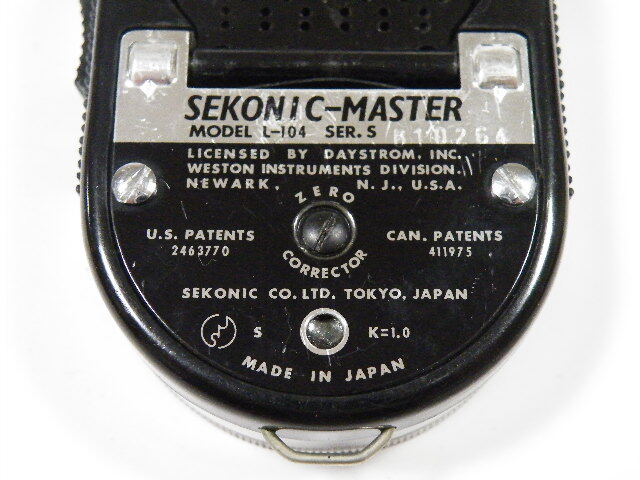 SEKONIC-MASTER
MODEL L-104 SER. S 810264
LICENSED BY DAYSTROM, INC.
WESTON INSTRUMENTS DIVISION.
NEWARK, N. J., U.S.A.
ZERO
CORRECTOR
U.S. PATENTS
2463770
CAN. PATENTS
411975
SEKONIC CO. LTD. TOKYO, JAPAN
S K=1.0
MADE IN JAPAN